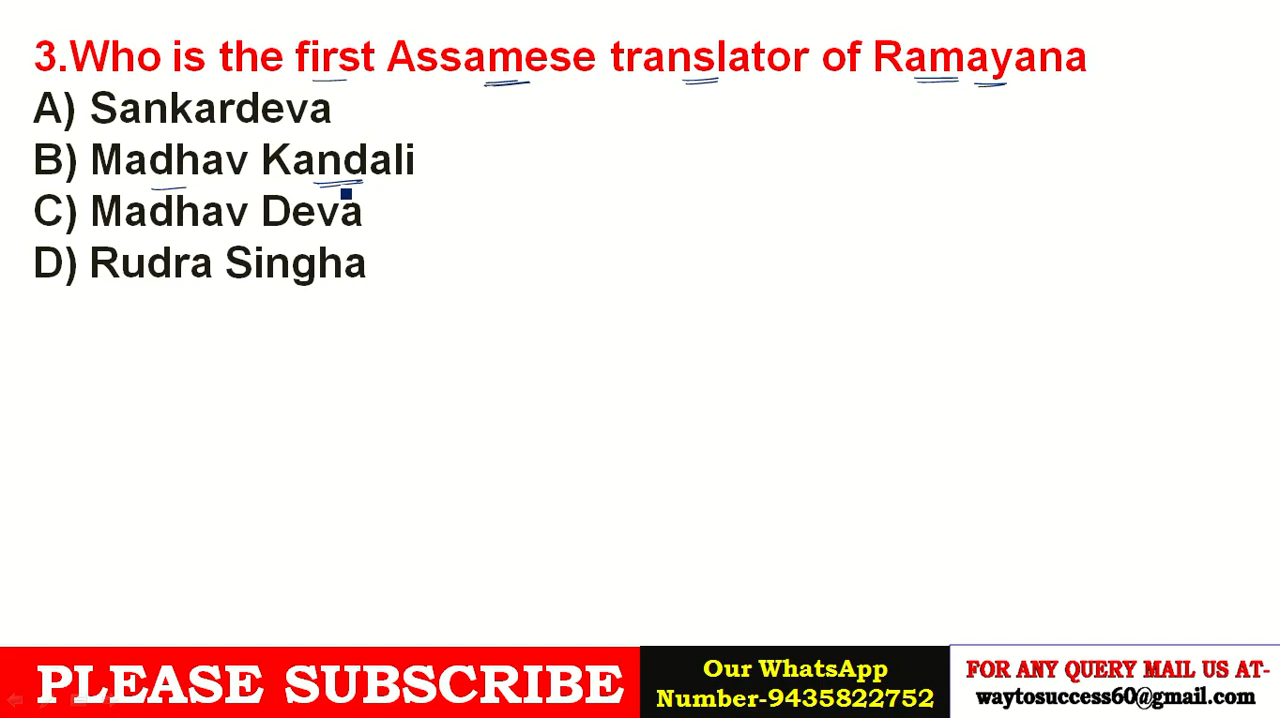 3.Who is the first Assamese translator of Ramayana
A) Sankardeva
B) Madhav Kandali
C) Madhav Deva
D) Rudra Singha
PLEASE SUBSCRIBE
Our WhatsApp
Number-9435822752
FOR ANY QUERY MAIL US AT-
waytosuccess60@gmail.com